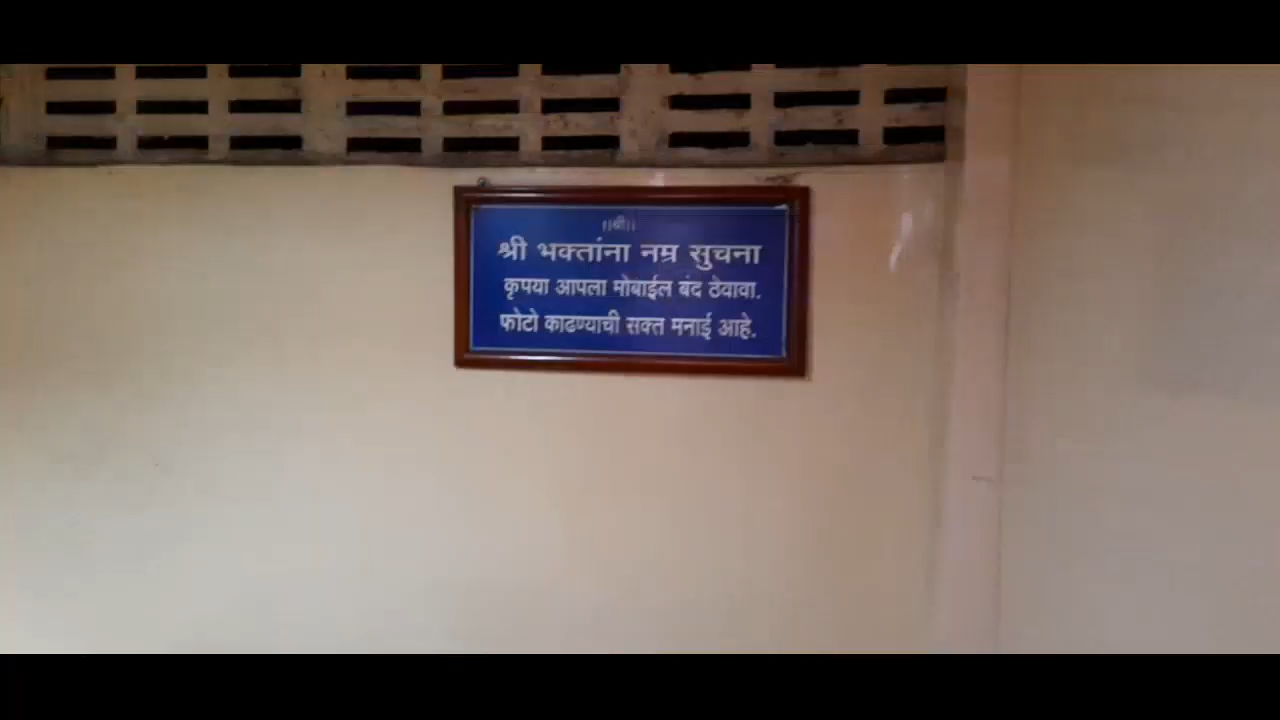 ।।श्री।।
श्री भक्तांना नम्र सुचना
कृपया आपला मोबाईल बंद ठेवावा.
फोटो काढण्याची सक्त मनाई आहे.